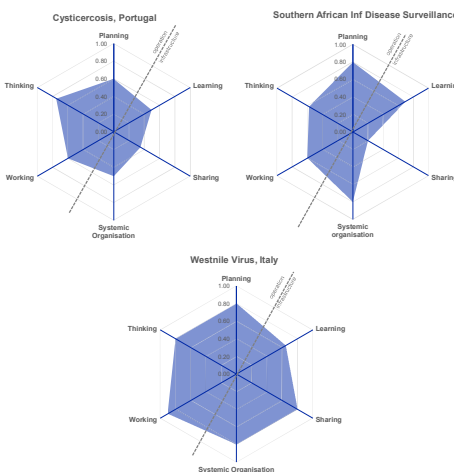 Cysticercosis, Portugal
Planning
1.00
0.80
0.60
0.40
0.20
0.00
operation
infrastructure
Thinking
Learning
Working
Sharing
Systemic
Organisation
Southern African Inf Disease Surveillance
Planning
1.00
0.80
0.60
0.40
0.20
0.00
operation
infrastructure
Thinking
Learning
Working
Sharing
Systemic
organisation
Westnile Virus, Italy
Planning
1.00
0.80
0.60
0.40
0.20
0.00
operation
infrastructure
Thinking
Learning
Working
Sharing
Systemic Organisation